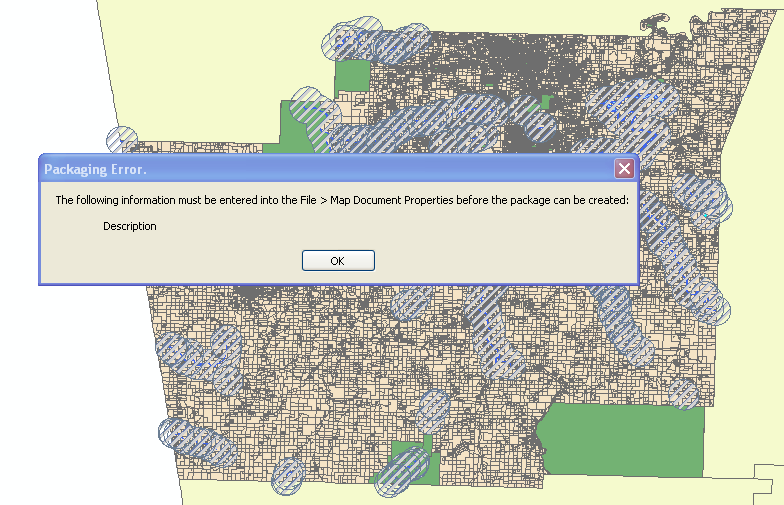 Packaging Error.
The following information must be entered into the File > Map Document Properties before the package can be created:
Description
OK